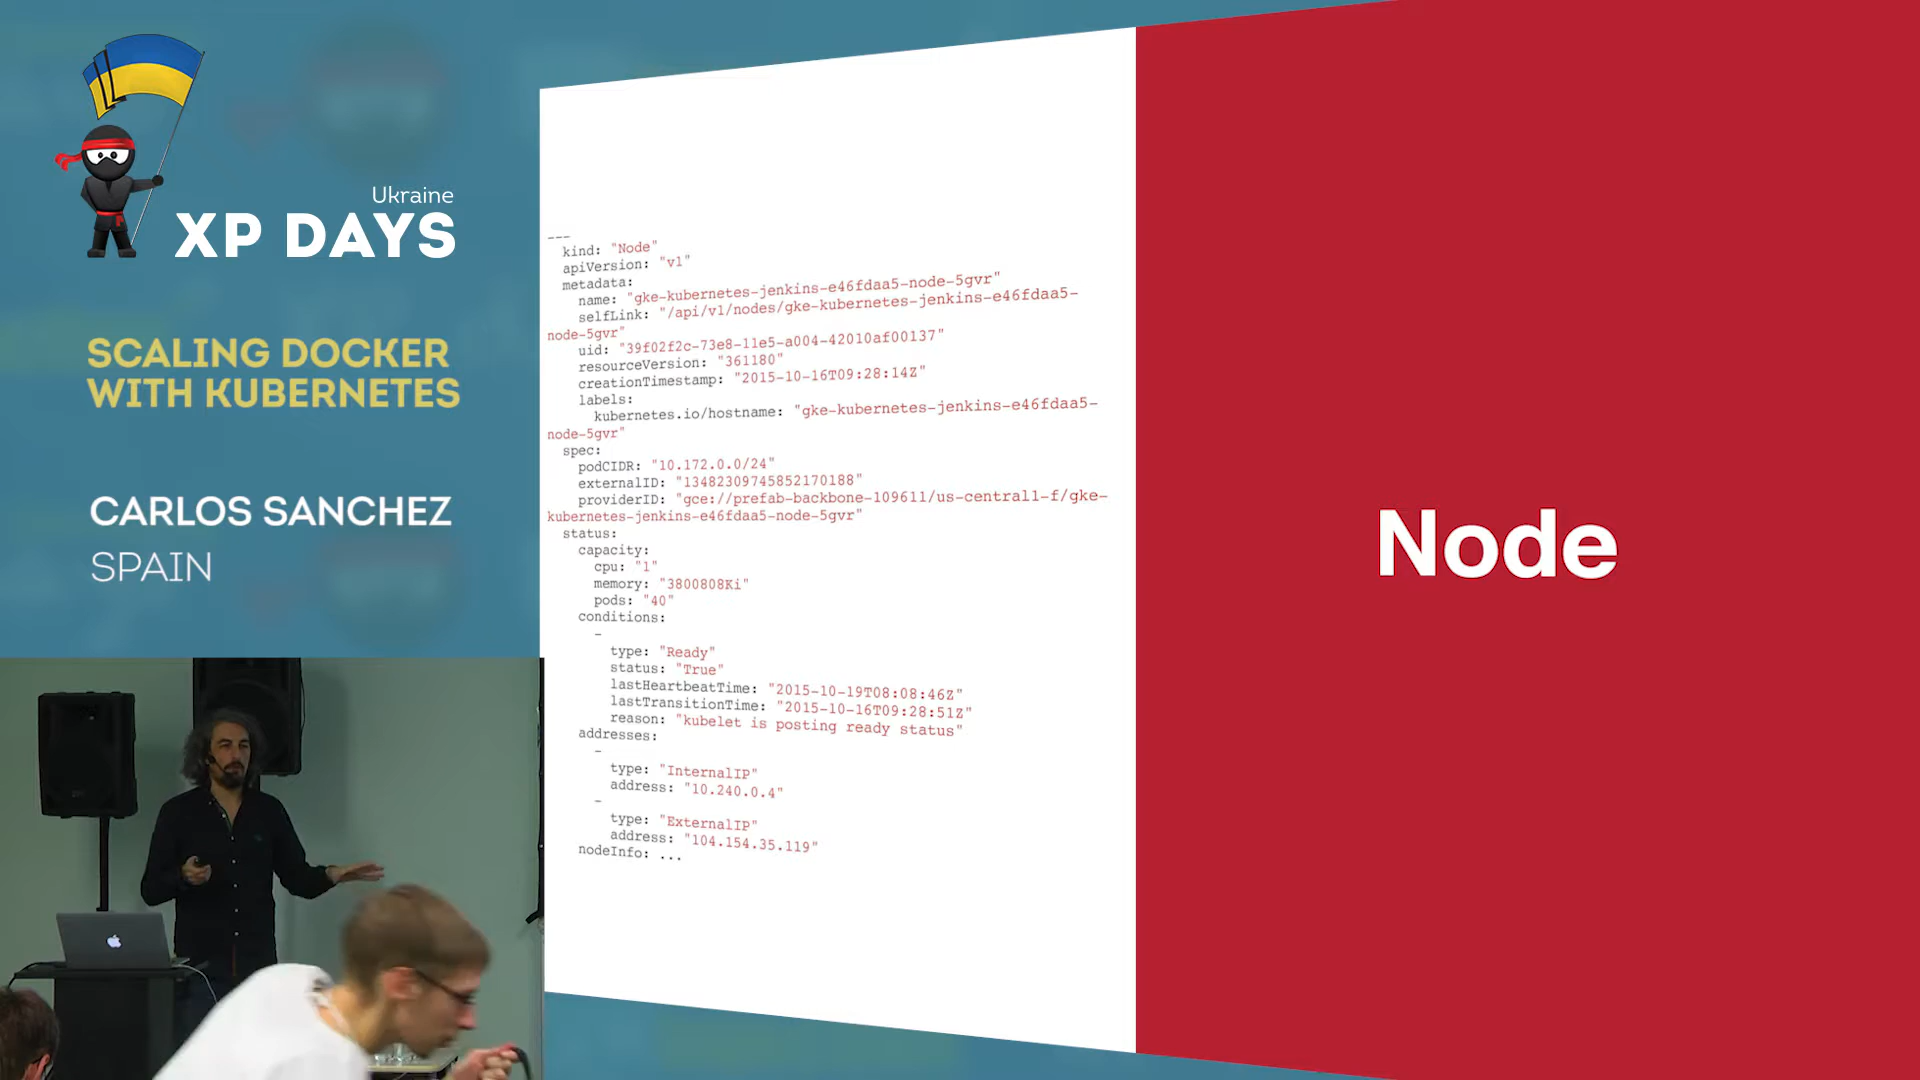 Ukraine
XP DAYS
SCALING DOCKER
WITH KUBERNETES
CARLOS SANCHEZ
SPAIN
---
kind: "Node"
apiVersion: "v1"
metadata:
name: "gke-kubernetes-jenkins-e46fdaa5-node-5gvr"
selfLink: "/api/v1/nodes/gke-kubernetes-jenkins-e46fdaa5-
node-5gvr"
uid: "39f02f2c-73e8-11e5-a004-42010af00137"
resourceVersion: "361180"
creationTimestamp: "2015-10-16T09:28:14Z"
labels:
kubernetes.io/hostname: "gke-kubernetes-jenkins-e46fdaa5-
node-5gvr"
spec:
podCIDR: "10.172.0.0/24"
externalID: "13482309745852170188"
providerID: "gce://prefab-backbone-109611/us-central1-f/gke-
kubernetes-jenkins-e46fdaa5-node-5gvr"
status:
capacity:
cpu: "1"
memory: "3800808Ki"
pods: "40"
conditions:
-
type: "Ready"
status: "True"
lastHeartbeatTime: "2015-10-19T08:08:46Z"
lastTransitionTime: "2015-10-16T09:28:51Z"
reason: "kubelet is posting ready status"
addresses:
-
type: "InternalIP"
address: "10.240.0.4"
-
type: "ExternalIP"
address: "104.154.35.119"
nodeInfo: ...
Node